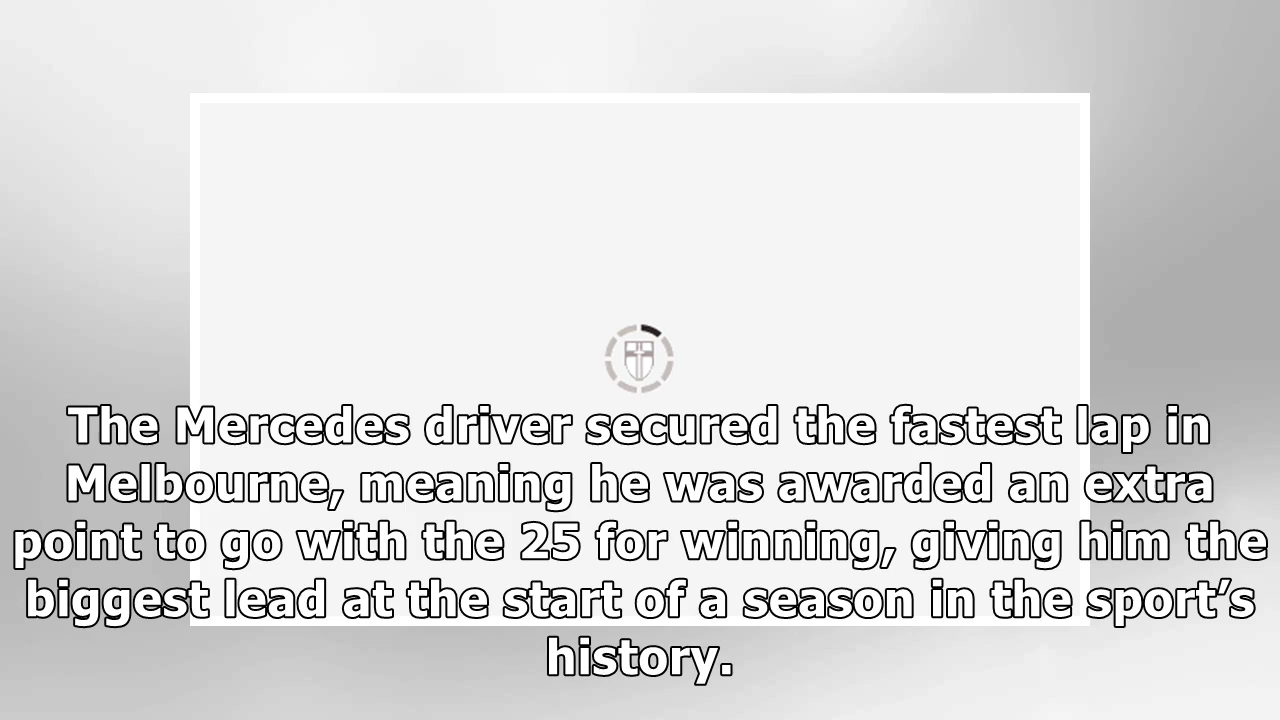 The Mercedes driver secured the fastest lap in
Melbourne, meaning he was awarded an extra
point to go with the 25 for winning, giving him the
biggest lead at the start of a season in the sport’s
history.